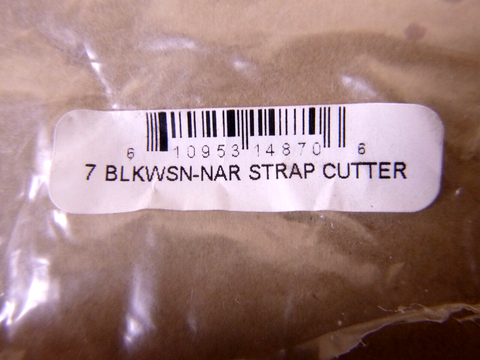 6 10953 14870 6
7 BLKWSN-NAR STRAP CUTTER